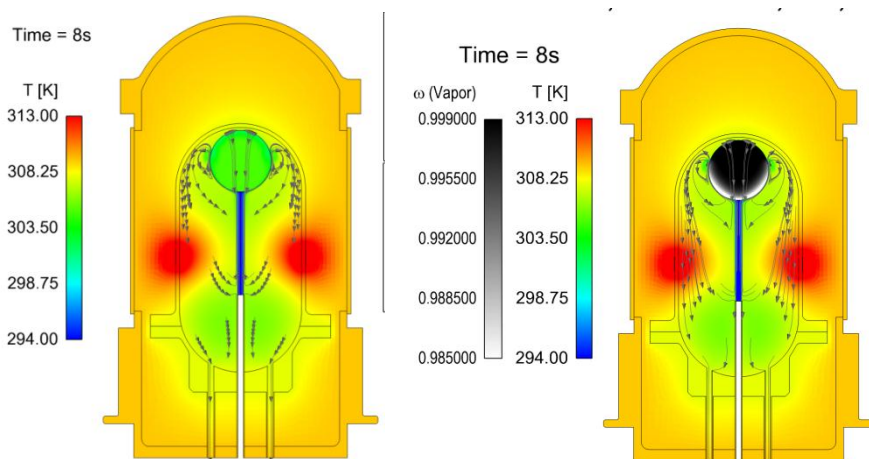 Time = 8s
T [K]
313.00
308.25
303.50
298.75
294.00
Time = 8s
ω (Vapor) T [K]
0.999000 313.00
0.995500 308.25
0.992000 303.50
0.988500 298.75
0.985000 294.00